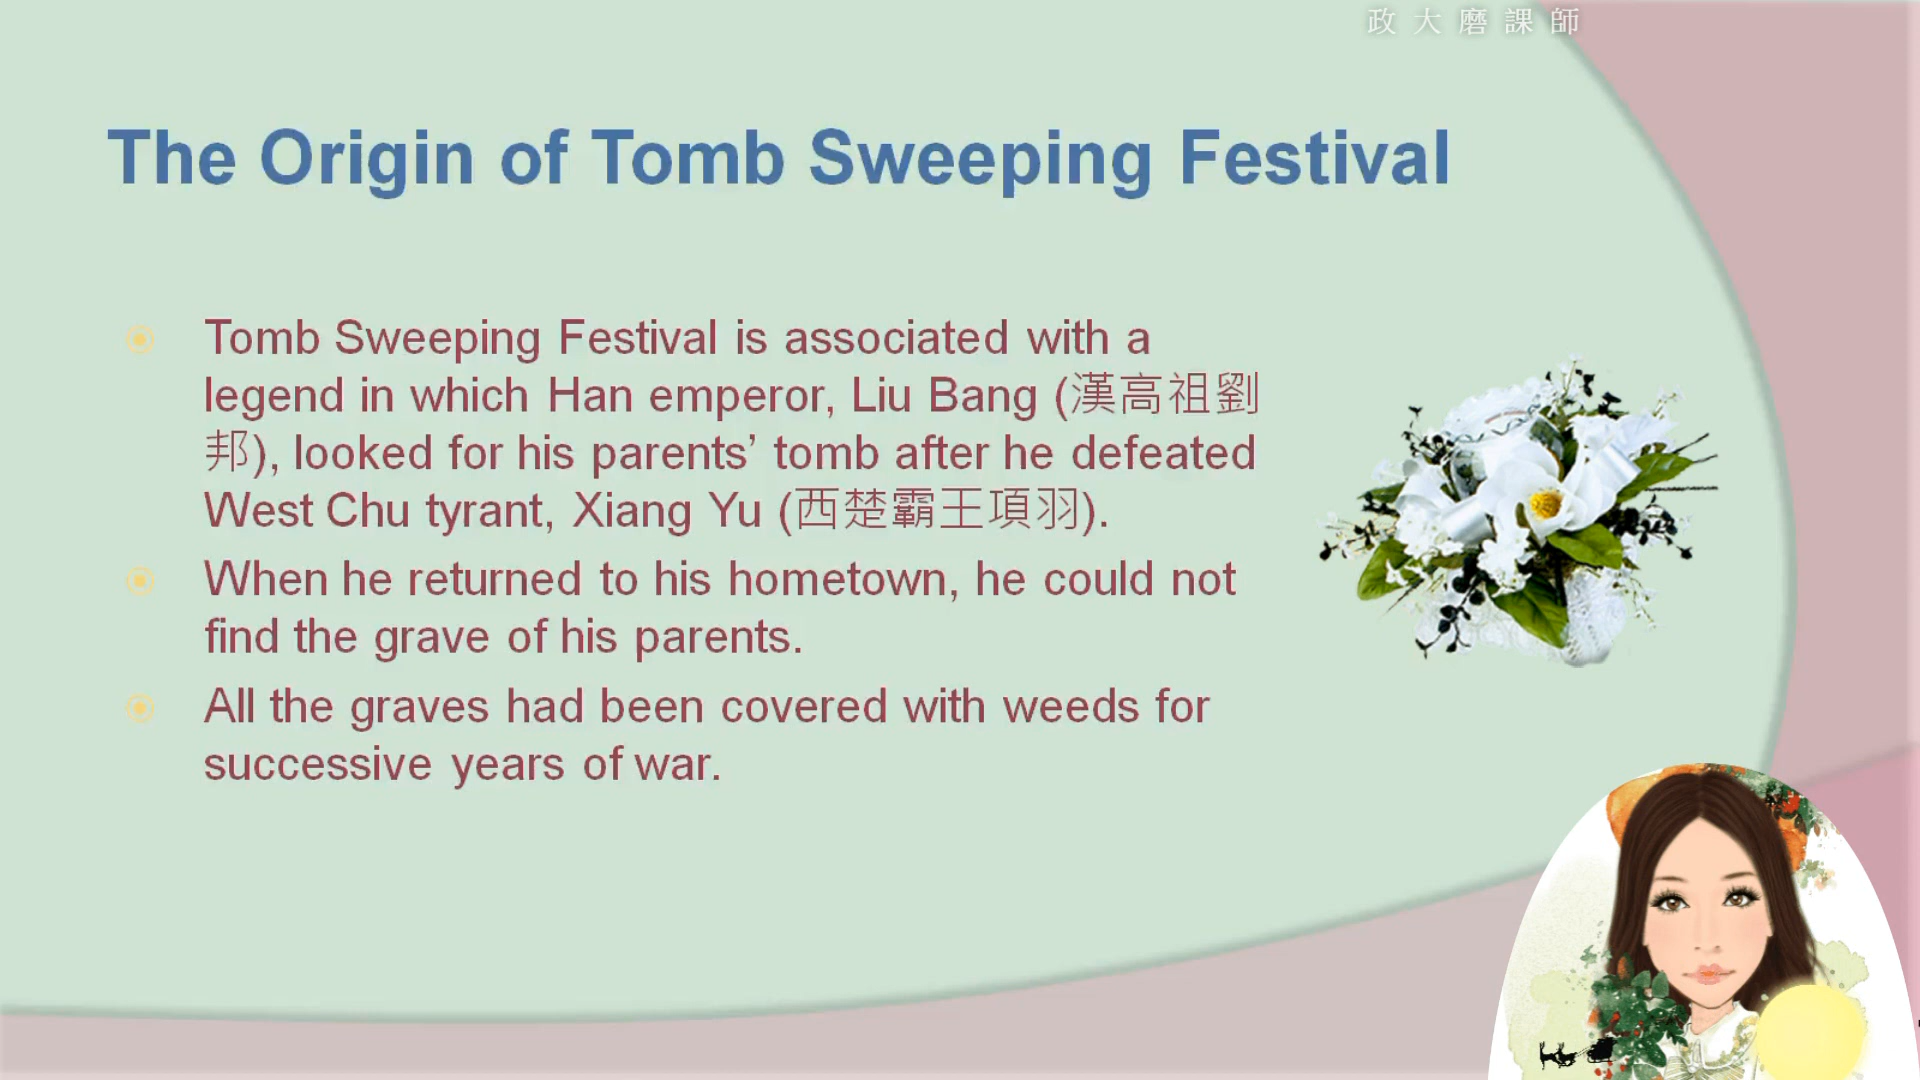 政大磨課師
The Origin of Tomb Sweeping Festival
Tomb Sweeping Festival is associated with a
legend in which Han emperor, Liu Bang (漢高祖劉
邦), looked for his parents’ tomb after he defeated
West Chu tyrant, Xiang Yu (西楚霸王項羽).
When he returned to his hometown, he could not
find the grave of his parents.
All the graves had been covered with weeds for
successive years of war.